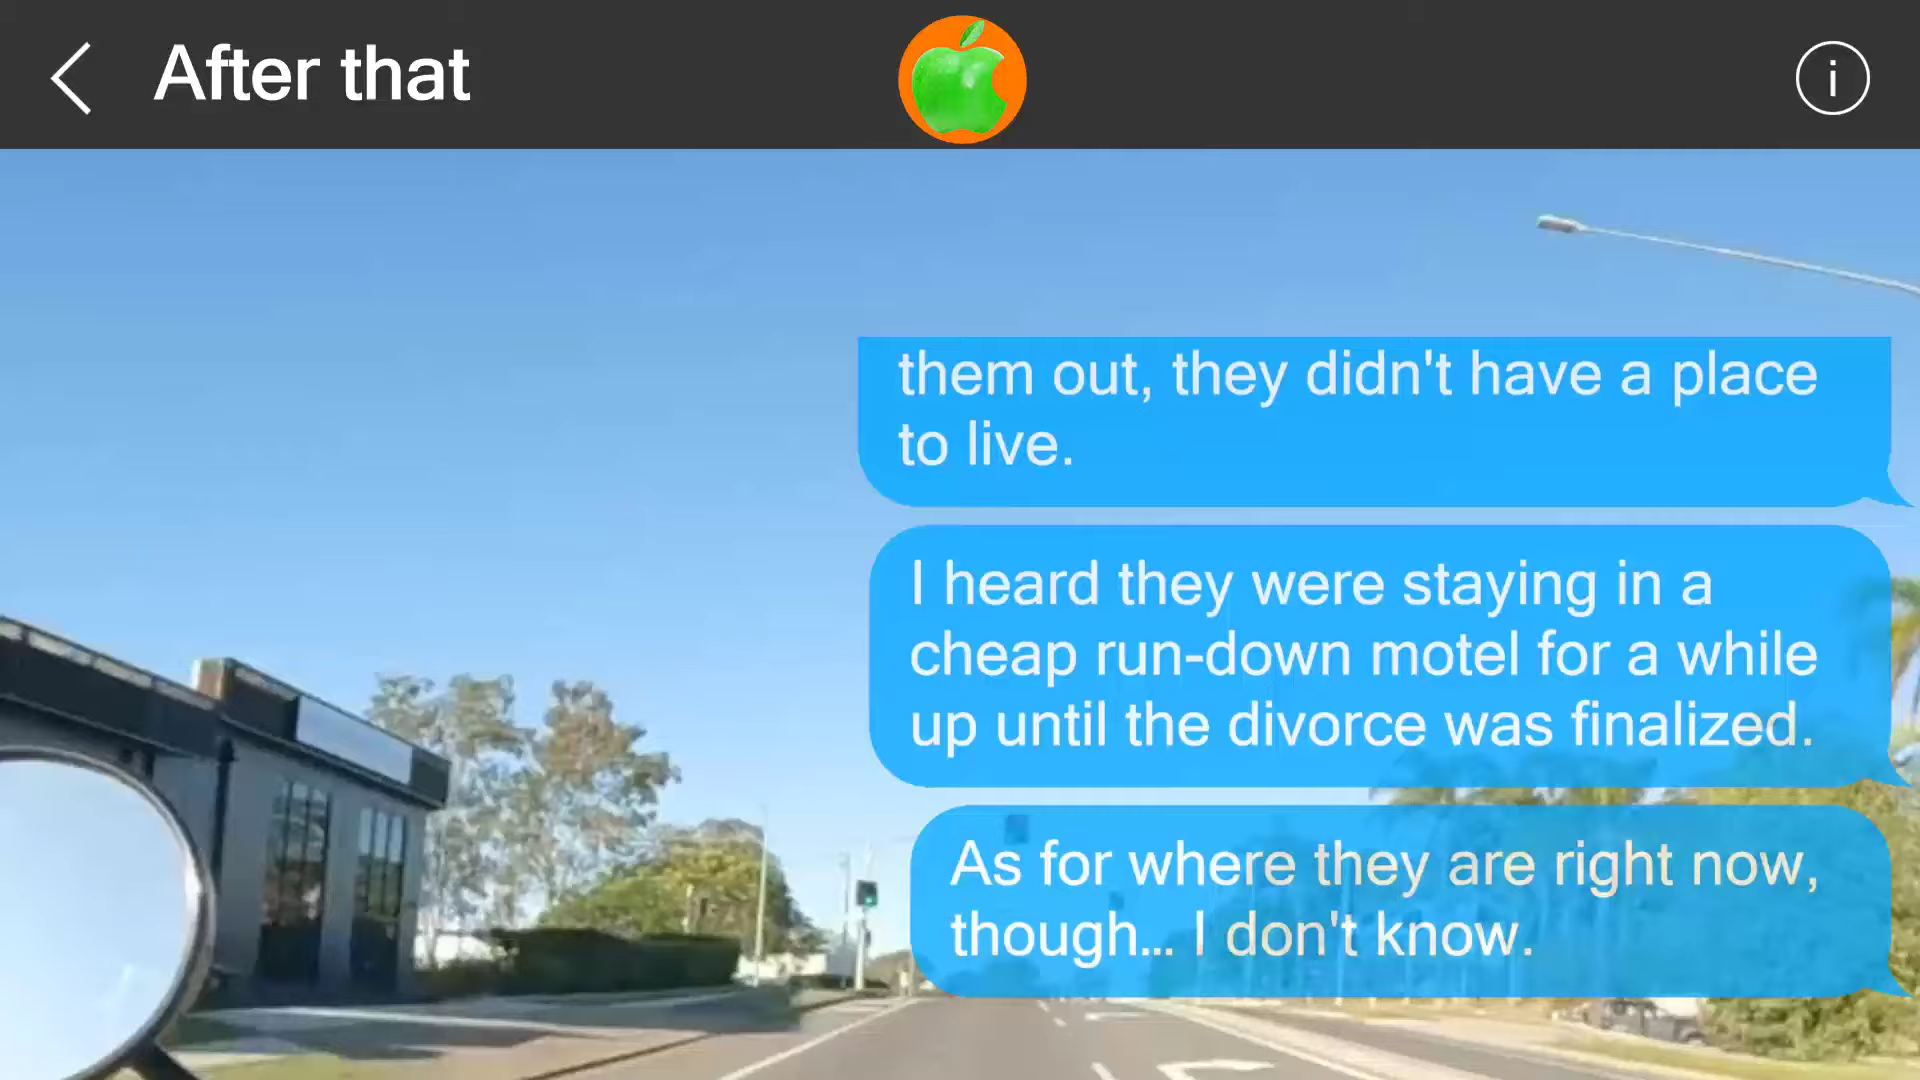 After that
i
them out, they didn't have a place
to live.
I heard they were staying in a
cheap run-down motel for a while
up until the divorce was finalized.
As for where they are right now,
though... I don't know.